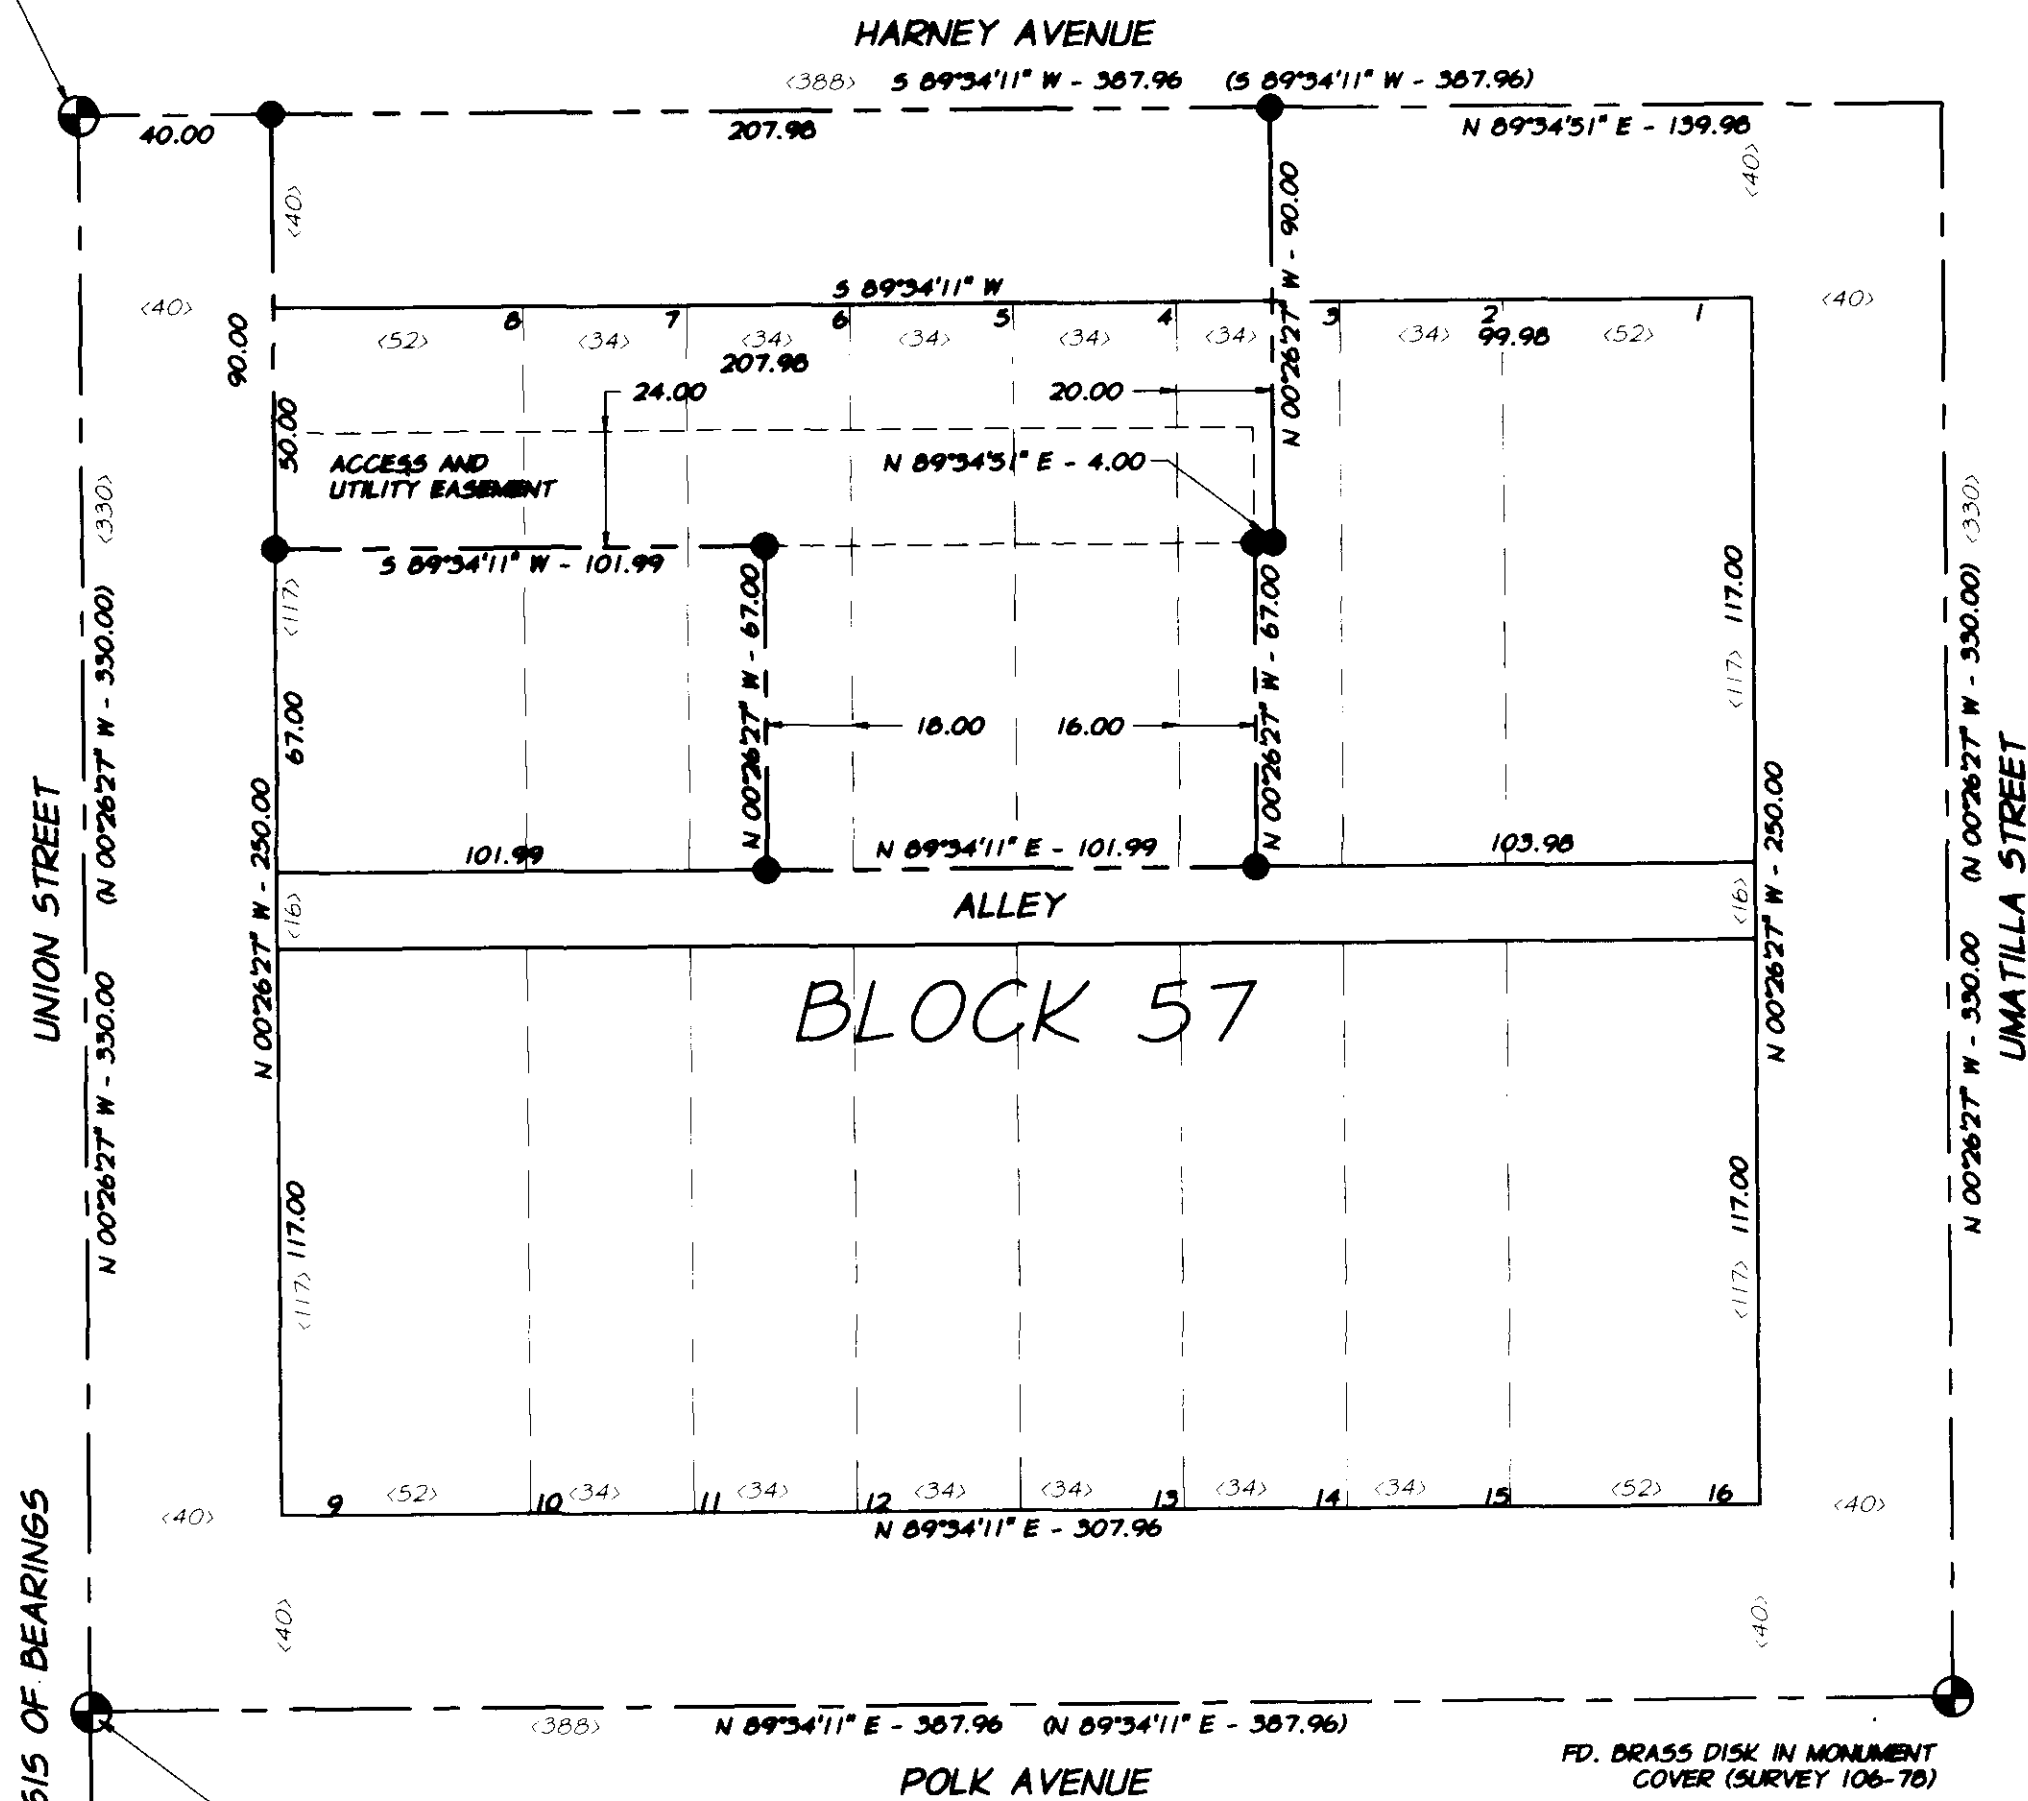 HARNEY AVENUE
<388> S 89°34'11" W - 387.96 (S 89°34'11" W - 387.96)
40.00
207.98
N 89°34'51" E - 139.98
<40>
<40>
N 00°26'27" W - 90.00
<40>
S 89°34'11" W
<40>
8 7 6 5 4 3 2 1
<52> <34> <34> <34> <34> <34> <34> <52>
99.98
90.00
207.98
24.00
20.00
50.00
ACCESS AND
UTILITY EASEMENT
N 89°34'51" E - 4.00
<330>
<330>
S 89°34'11" W - 101.99
<117>
N 00°26'27" W - 67.00
N 00°26'27" W - 67.00
117.00
<117>
67.00
18.00
16.00
UNION STREET
N 00°26'27" W - 330.00 (N 00°26'27" W - 330.00)
N 00°26'27" W - 250.00
101.99
N 89°34'11" E - 101.99
103.98
N 00°26'27" W - 250.00
N 00°26'27" W - 330.00 (N 00°26'27" W - 330.00)
UMATILLA STREET
<16>
ALLEY
<16>
BLOCK 57
<117> 117.00
<117> 117.00
9 10 11 12 13 14 15 16
<52> <34> <34> <34> <34> <34> <34> <52>
<40>
N 89°34'11" E - 307.96
<40>
<40>
<40>
SIS OF BEARINGS
<388> N 89°34'11" E - 387.96 (N 89°34'11" E - 387.96)
POLK AVENUE
FD. BRASS DISK IN MONUMENT
COVER (SURVEY 106-78)